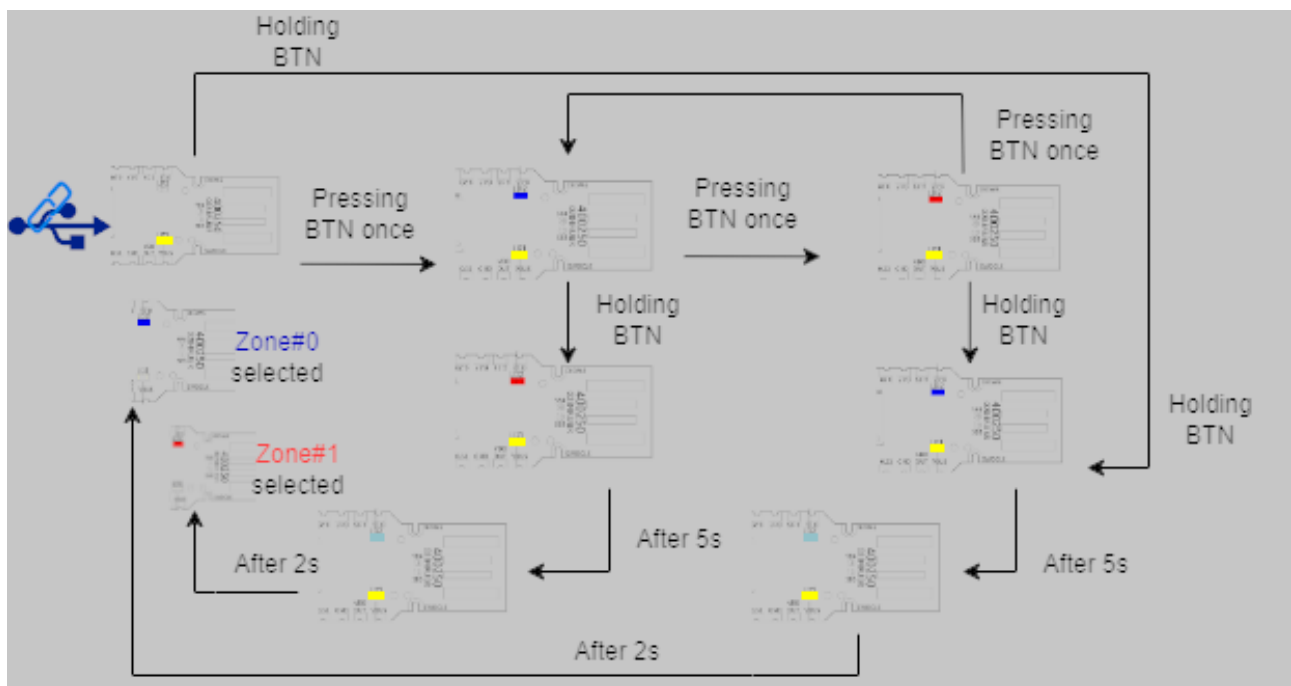 Holding
BTN
Pressing
BTN once
Pressing
BTN once
Pressing
BTN once
Holding
BTN
Holding
BTN
Zone#0
selected
Holding
BTN
Zone#1
selected
After 5s
After 5s
After 2s
After 2s